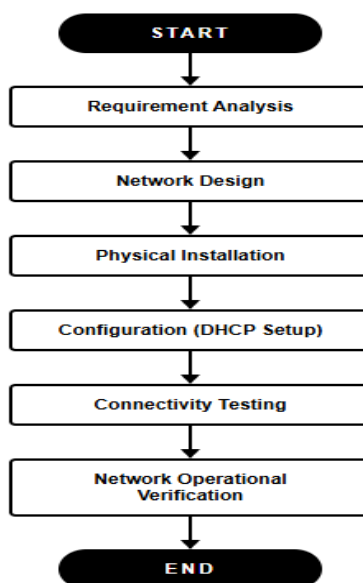 START
Requirement Analysis
Network Design
Physical Installation
Configuration (DHCP Setup)
Connectivity Testing
Network Operational
Verification
END